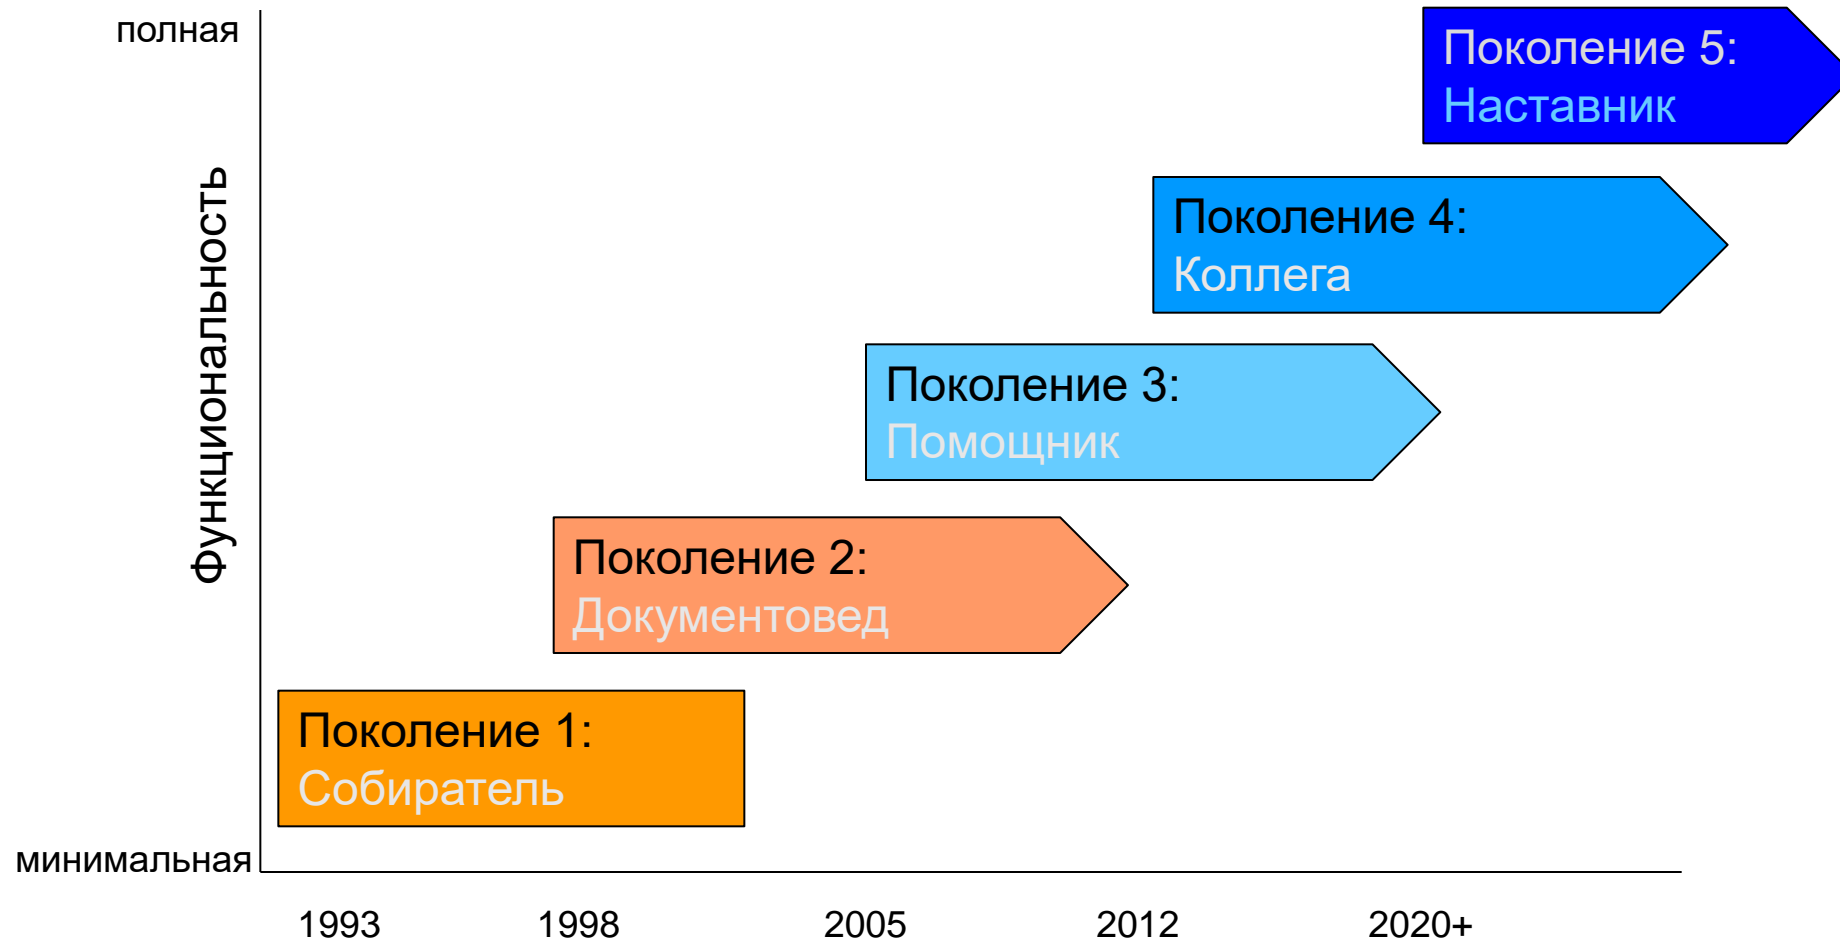 полная
Функциональность
Поколение 5:
Наставник
Поколение 4:
Коллега
Поколение 3:
Помощник
Поколение 2:
Документовед
Поколение 1:
Собиратель
минимальная
1993 1998 2005 2012 2020+